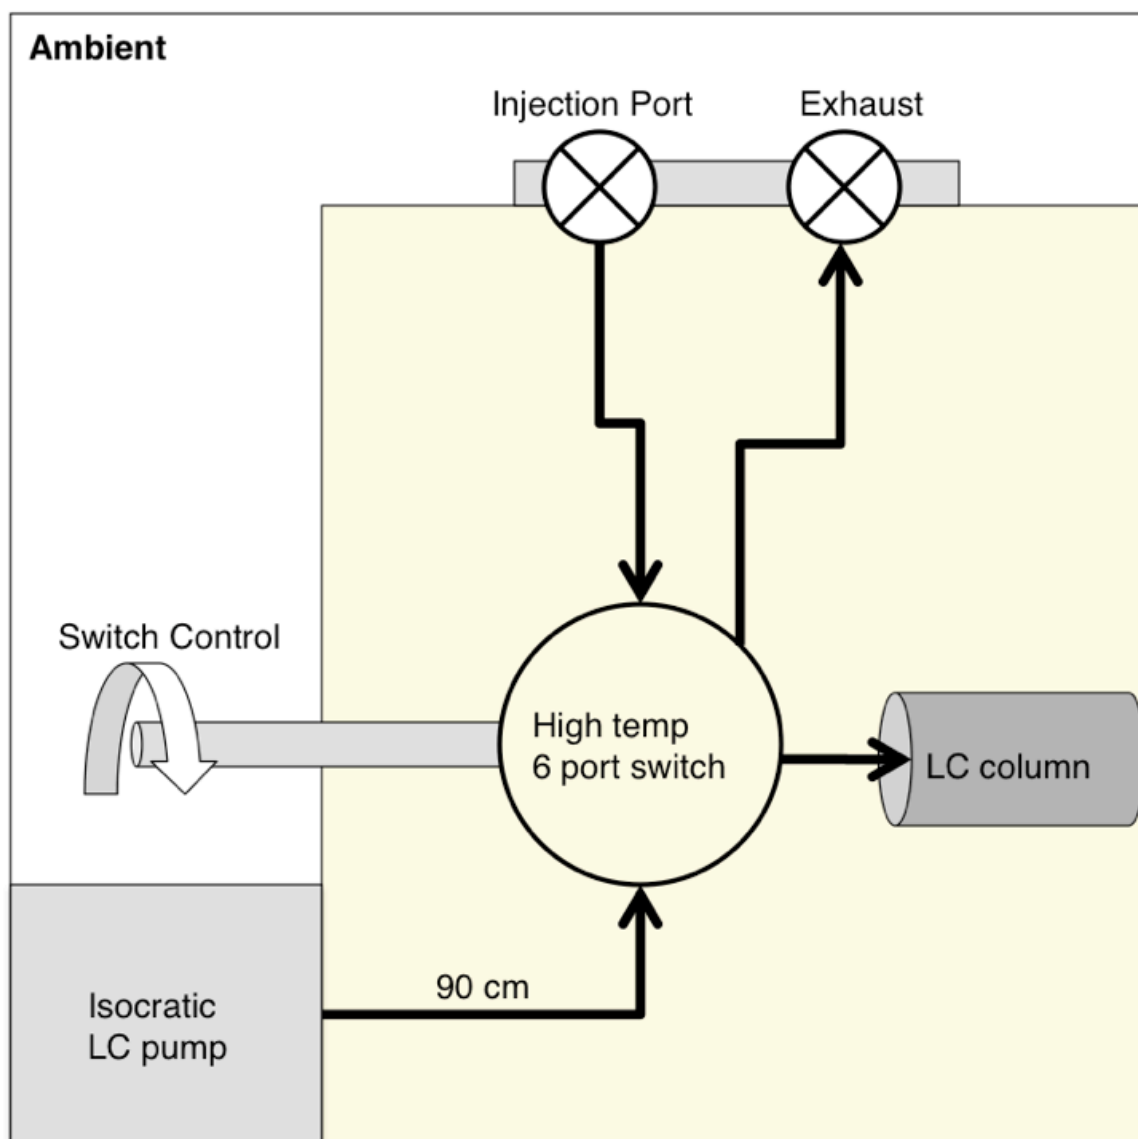 Ambient
Injection Port
Exhaust
Switch Control
High temp
6 port switch
LC column
90 cm
Isocratic
LC pump